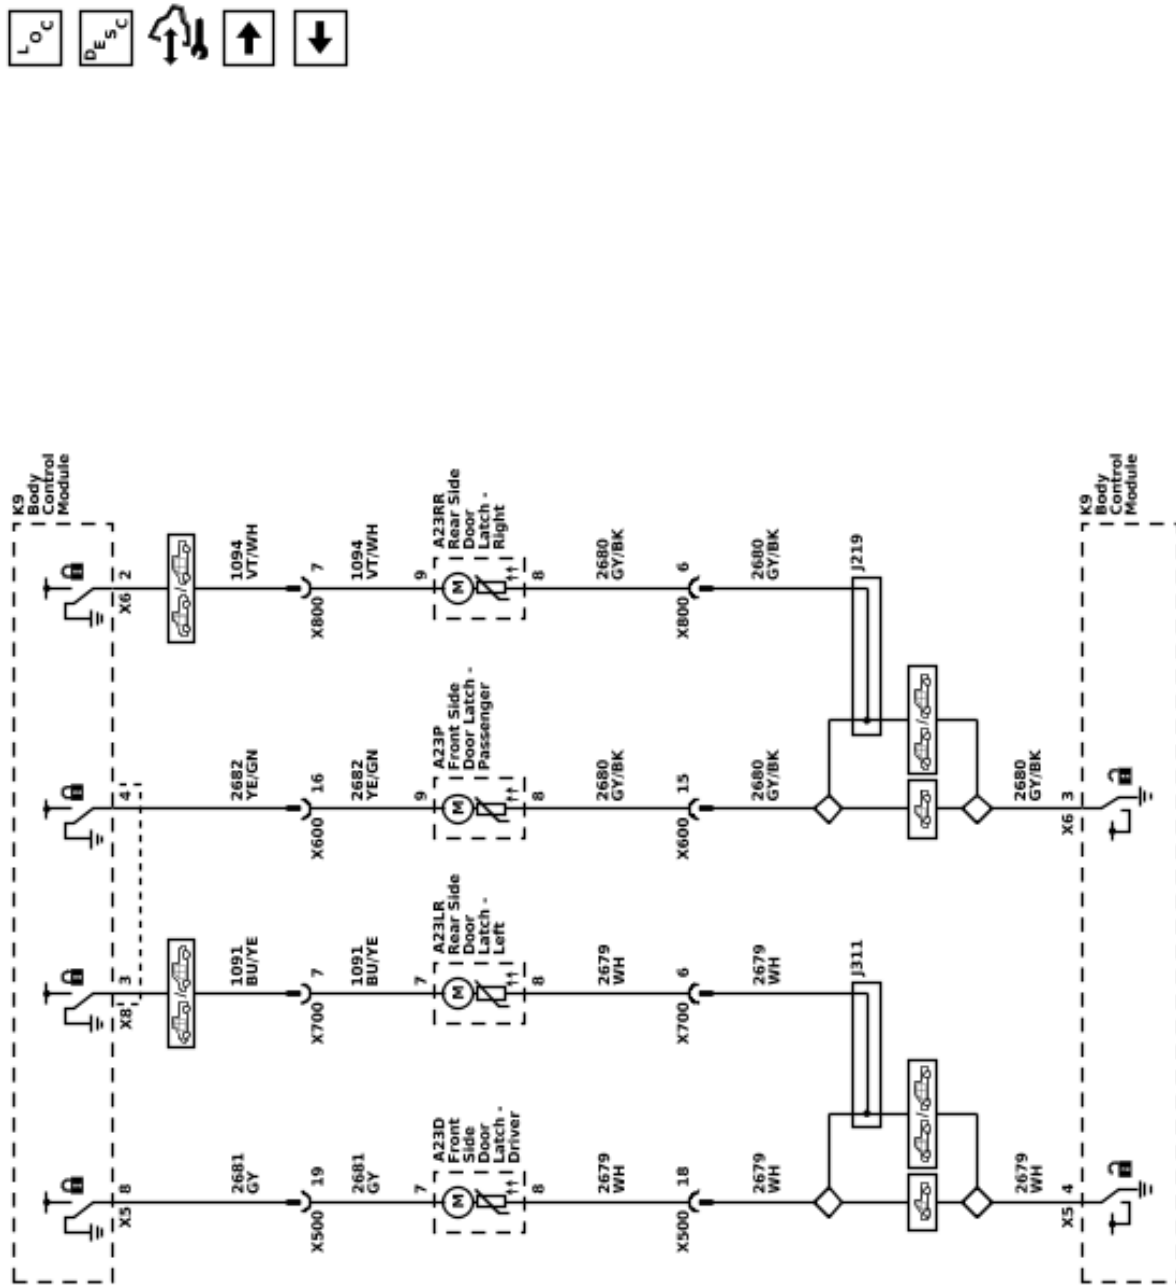 LOC
DESC
K9
Body
Control
Module
X5
8
X8
3
4
X6
2
2681
GY
1091
BU/YE
2682
YE/GN
1094
VT/WH
X500
19
X700
7
X600
16
X800
7
2681
GY
1091
BU/YE
2682
YE/GN
1094
VT/WH
7
7
9
9
A23D
Front
Side
Door
Latch -
Driver
A23LR
Rear Side
Door
Latch -
Left
A23P
Front Side
Door Latch -
Passenger
A23RR
Rear Side
Door
Latch -
Right
M
M
M
M
8
8
8
8
2679
WH
2679
WH
2680
GY/BK
2680
GY/BK
X500
18
X700
6
X600
15
X800
6
2679
WH
2679
WH
2680
GY/BK
2680
GY/BK
J311
J219
2679
WH
2680
GY/BK
X5
4
X6
3
K9
Body
Control
Module